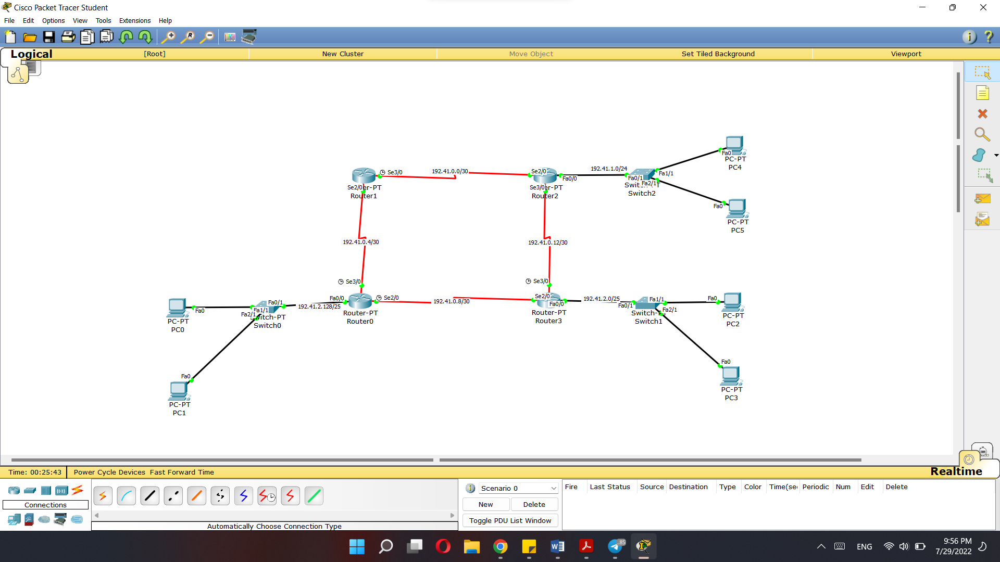 Cisco Packet Tracer Student
File Edit Options View Tools Extensions Help
Logical [Root] New Cluster Move Object Set Tiled Background Viewport
Fa0
PC-PT
PC4
Se3/0 192.41.0.0/30 Se2/0 192.41.1.0/24
Fa0/0 Fa0/1 Fa1/1
Fa2/1
Se2/0 er-PT
Router1
Se3/0 er-PT
Router2
Switch2
Fa0
PC-PT
PC5
192.41.0.4/30
192.41.0.12/30
Se3/0
Se3/0
Fa0
PC-PT
PC0
Fa2/1 Fa1/1 Fa0/1
Switch-PT
Switch0
192.41.2.128/25
Fa0/0 Se2/0
Router-PT
Router0
192.41.0.8/30
Se2/0 Fa0/0
Router-PT
Router3
192.41.2.0/25
Fa0/1 Fa1/1
Fa2/1
Switch-
Switch1
Fa0
PC-PT
PC2
Fa0
PC-PT
PC1
Fa0
PC-PT
PC3
Time: 00:25:43 Power Cycle Devices Fast Forward Time
Realtime
Connections
Automatically Choose Connection Type
Scenario 0
New Delete
Toggle PDU List Window
Fire Last Status Source Destination Type Color Time(sec Periodic Num Edit Delete
85
ENG
9:56 PM
7/29/2022